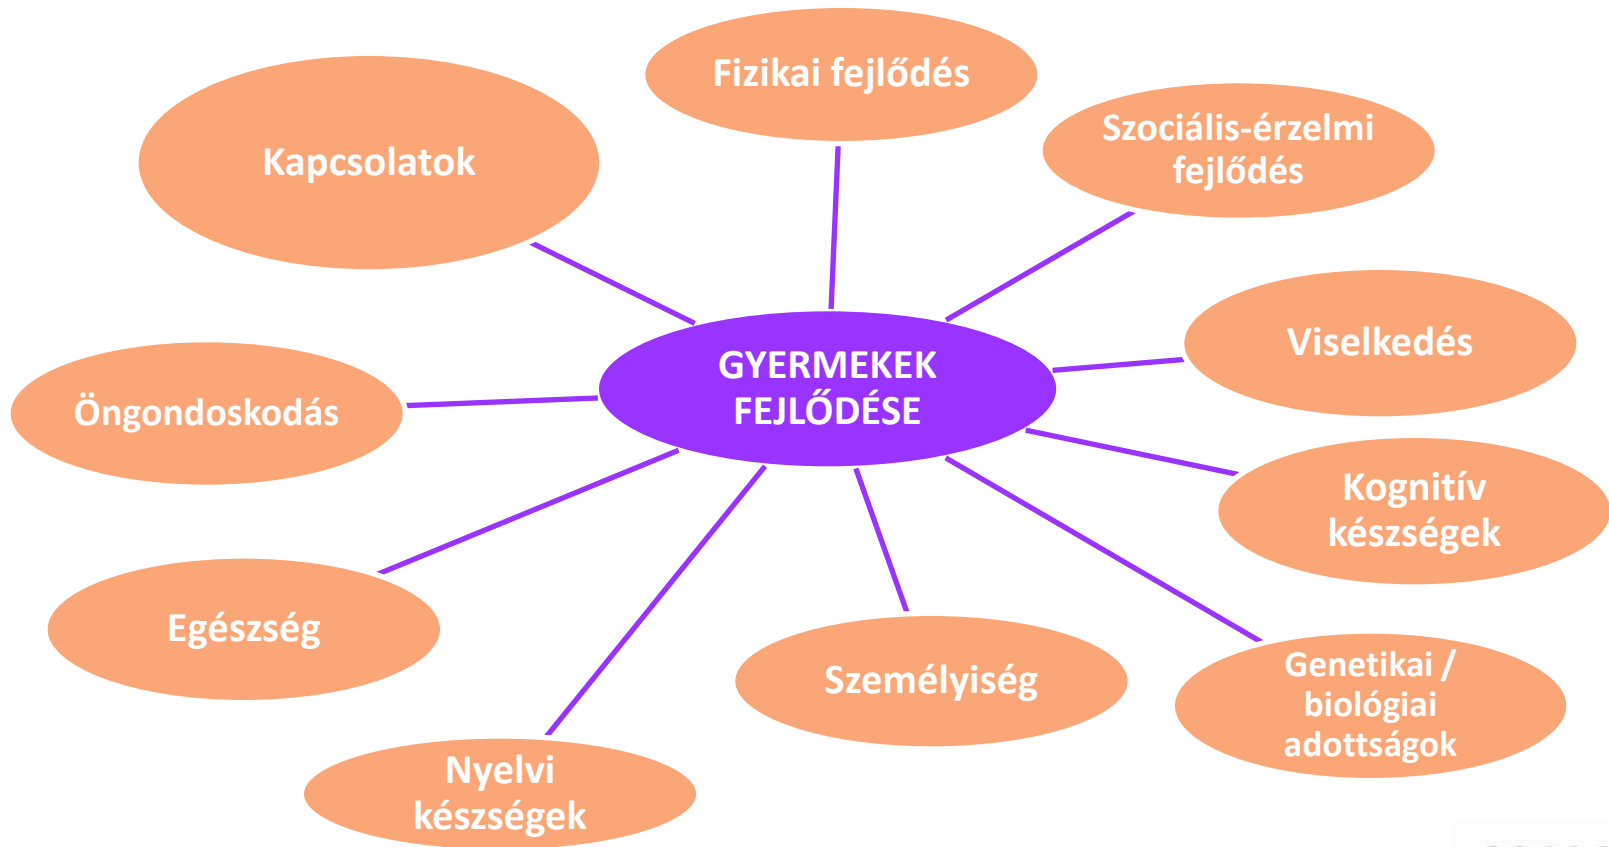 Fizikai fejlődés
Szociális-érzelmi
fejlődés
Kapcsolatok
Viselkedés
GYERMEKEK
FEJLŐDÉSE
Öngondoskodás
Kognitív
készségek
Egészség
Személyiség
Genetikai /
biológiai
adottságok
Nyelvi
készségek